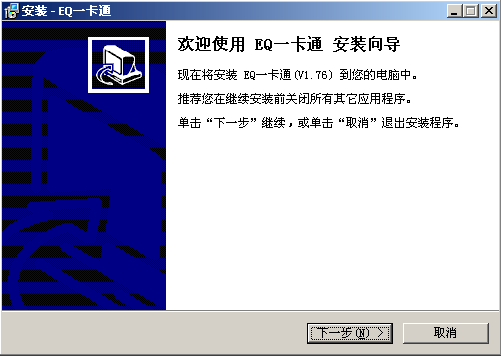 安装 - EQ一卡通
欢迎使用 EQ一卡通 安装向导
现在将安装 EQ一卡通(V1.76) 到您的电脑中。
推荐您在继续安装前关闭所有其它应用程序。
单击“下一步”继续，或单击“取消”退出安装程序。
下一步(N) >
取消